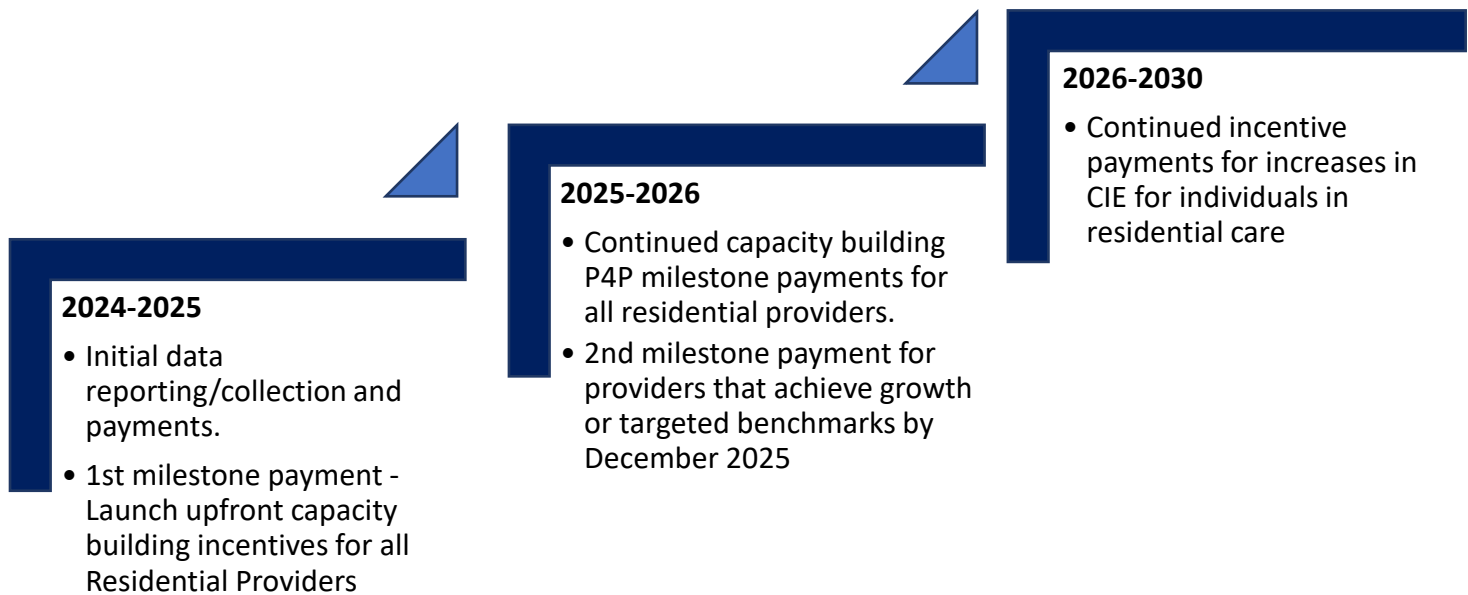 2024-2025
• Initial data
reporting/collection and
payments.
• 1st milestone payment -
Launch upfront capacity
building incentives for all
Residential Providers
2025-2026
• Continued capacity building
P4P milestone payments for
all residential providers.
• 2nd milestone payment for
providers that achieve growth
or targeted benchmarks by
December 2025
2026-2030
• Continued incentive
payments for increases in
CIE for individuals in
residential care